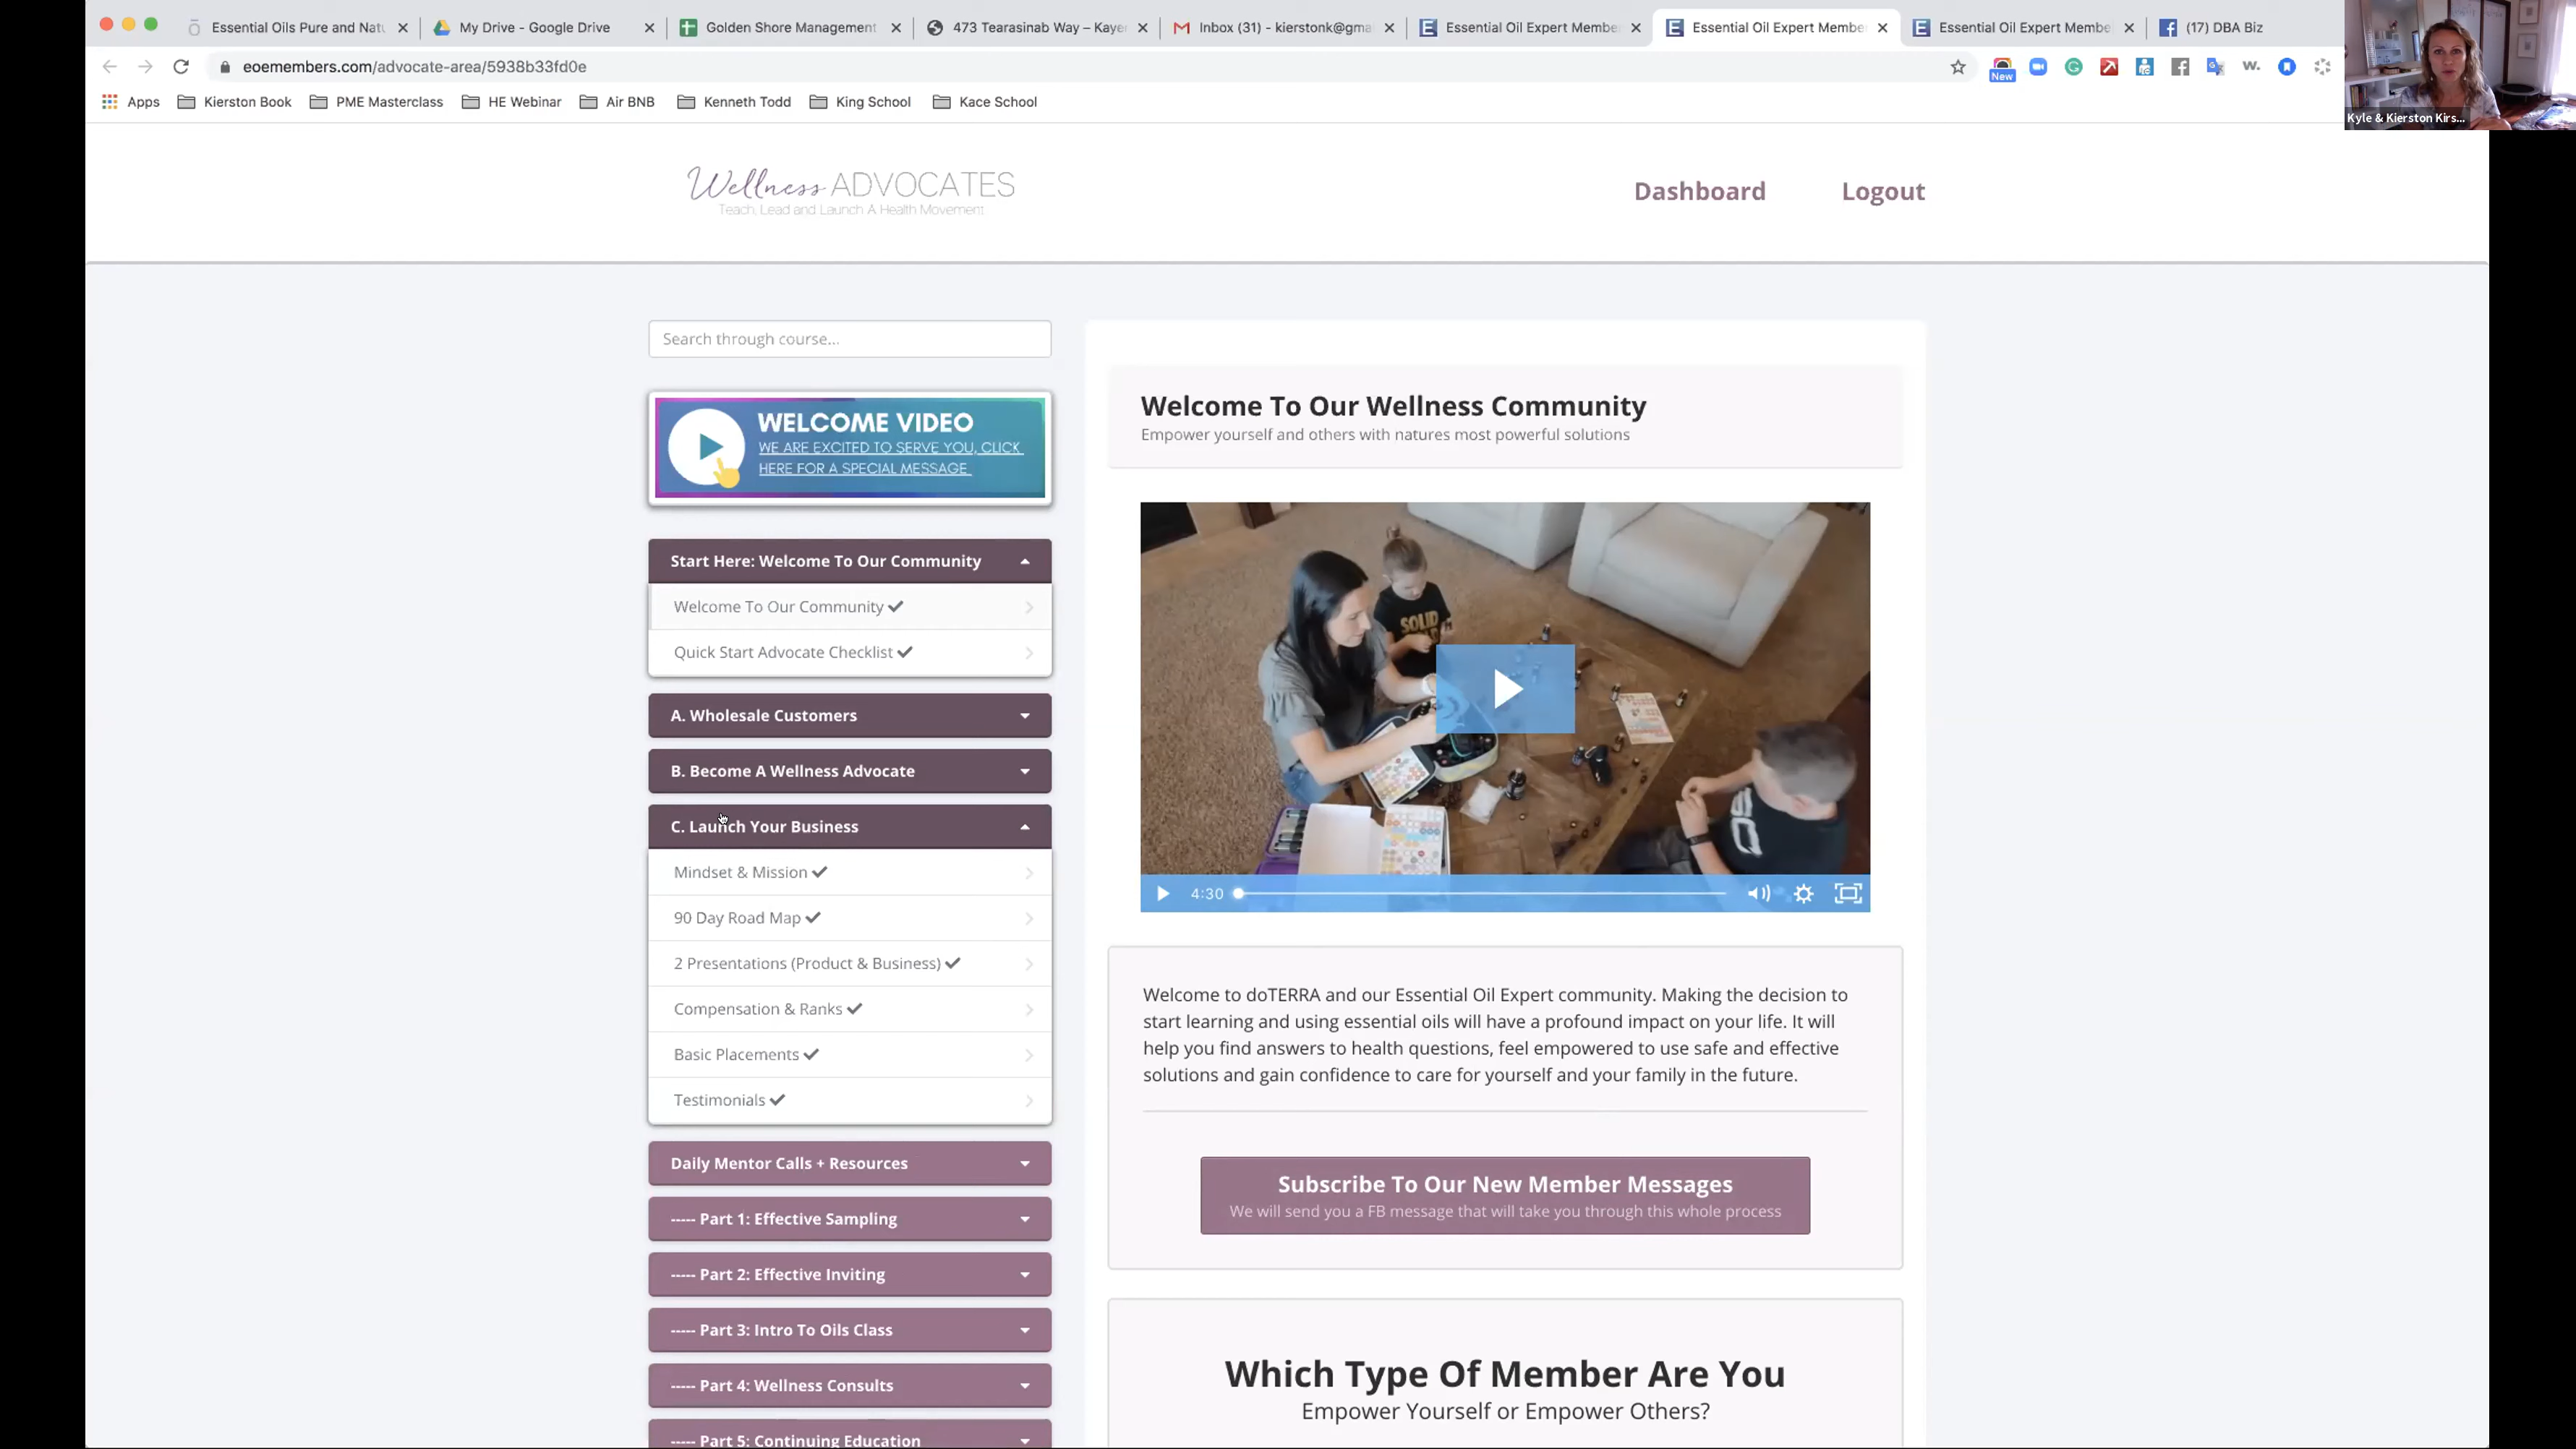 Essential Oils Pure and Natu
My Drive - Google Drive
Golden Shore Management
473 Tearasinab Way – Kayen
Inbox (31) - kierstonk@gma
Essential Oil Expert Membe
Essential Oil Expert Membe
Essential Oil Expert Membe
(17) DBA Biz
eoemembers.com/advocate-area/5938b33fd0e
New
Apps
Kierston Book
PME Masterclass
HE Webinar
Air BNB
Kenneth Todd
King School
Kace School
Kyle & Kierston Kirs...
Wellness ADVOCATES
Teach, Lead and Launch A Health Movement
Dashboard
Logout
Search through course...
WELCOME VIDEO
WE ARE EXCITED TO SERVE YOU, CLICK
HERE FOR A SPECIAL MESSAGE
Start Here: Welcome To Our Community
Welcome To Our Community
Quick Start Advocate Checklist
A. Wholesale Customers
B. Become A Wellness Advocate
C. Launch Your Business
Mindset & Mission
90 Day Road Map
2 Presentations (Product & Business)
Compensation & Ranks
Basic Placements
Testimonials
Daily Mentor Calls + Resources
----- Part 1: Effective Sampling
----- Part 2: Effective Inviting
----- Part 3: Intro To Oils Class
----- Part 4: Wellness Consults
----- Part 5: Continuing Education
Welcome To Our Wellness Community
Empower yourself and others with natures most powerful solutions
SOLID
4:30
Welcome to doTERRA and our Essential Oil Expert community. Making the decision to
start learning and using essential oils will have a profound impact on your life. It will
help you find answers to health questions, feel empowered to use safe and effective
solutions and gain confidence to care for yourself and your family in the future.
Subscribe To Our New Member Messages
We will send you a FB message that will take you through this whole process
Which Type Of Member Are You
Empower Yourself or Empower Others?